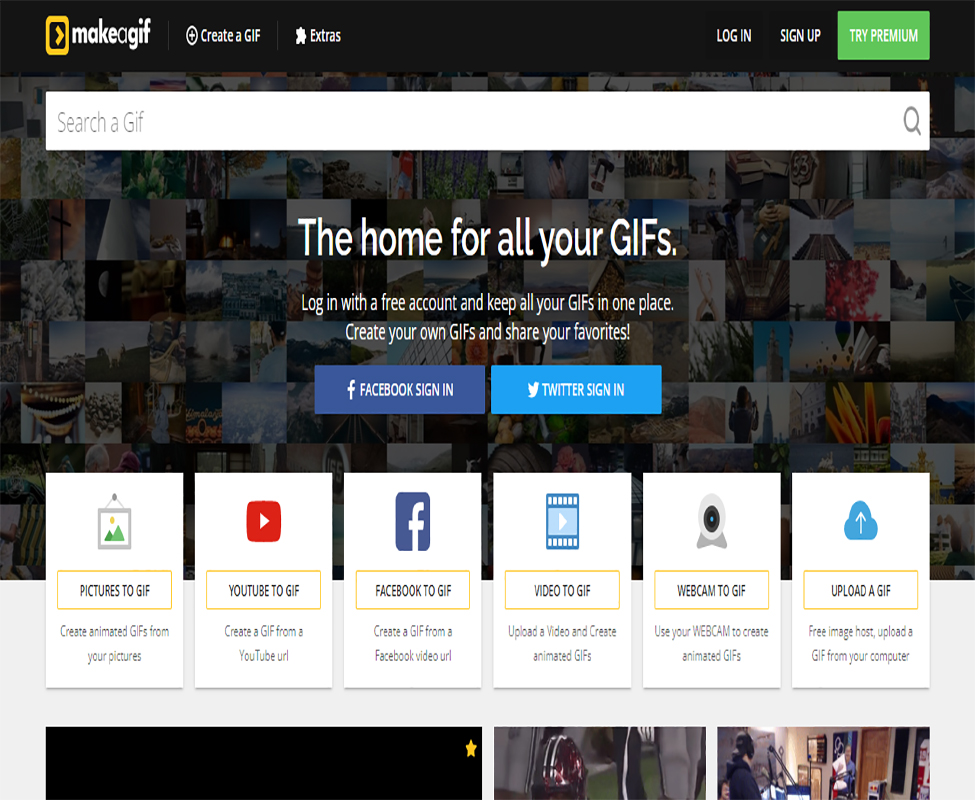 makeagif
Create a GIF
Extras
LOG IN
SIGN UP
TRY PREMIUM
Search a Gif
The home for all your GIFs.
Log in with a free account and keep all your GIFs in one place.
Create your own GIFs and share your favorites!
FACEBOOK SIGN IN
TWITTER SIGN IN
PICTURES TO GIF
Create animated GIFs from
your pictures
YOUTUBE TO GIF
Create a GIF from a
YouTube url
FACEBOOK TO GIF
Create a GIF from a
Facebook video url
VIDEO TO GIF
Upload a Video and Create
animated GIFs
WEBCAM TO GIF
Use your WEBCAM to create
animated GIFs
UPLOAD A GIF
Free image host, upload a
GIF from your computer